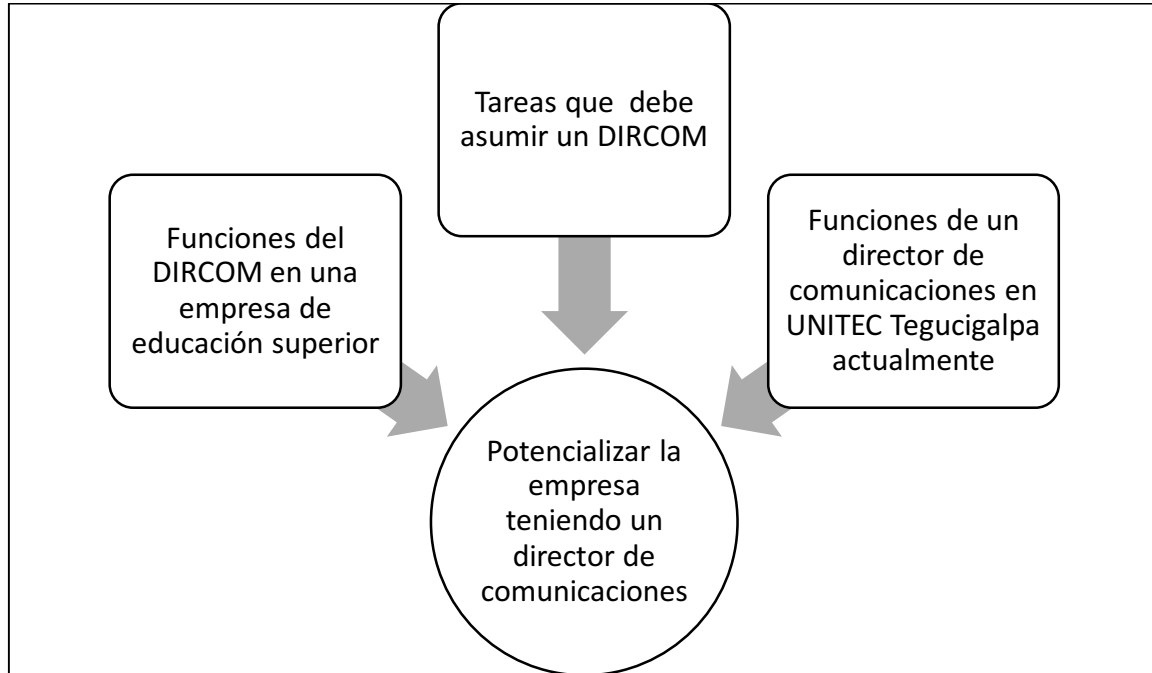 Tareas que debe
asumir un DIRCOM
Funciones del
DIRCOM en una
empresa de
educación superior
Funciones de un
director de
comunicaciones en
UNITEC Tegucigalpa
actualmente
Potencializar la
empresa
teniendo un
director de
comunicaciones